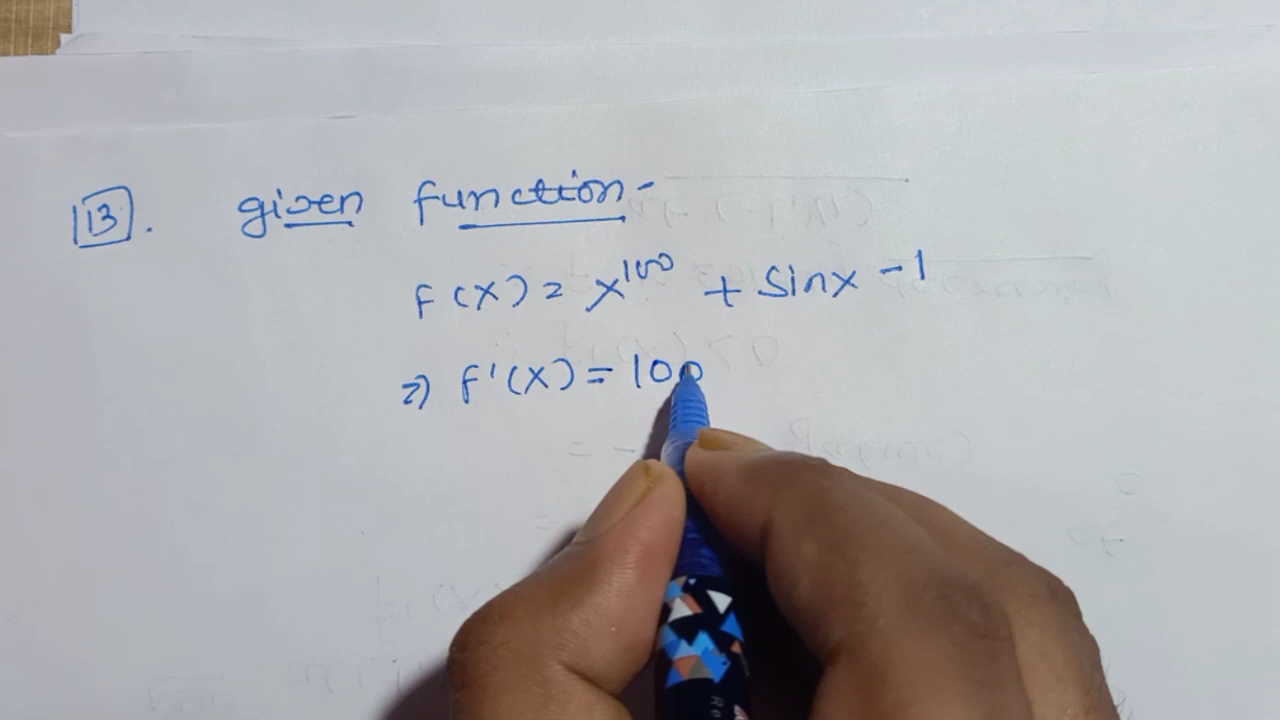 13. given function-
f(x) = x^100 + sinx -1
⇒ f'(x) = 100